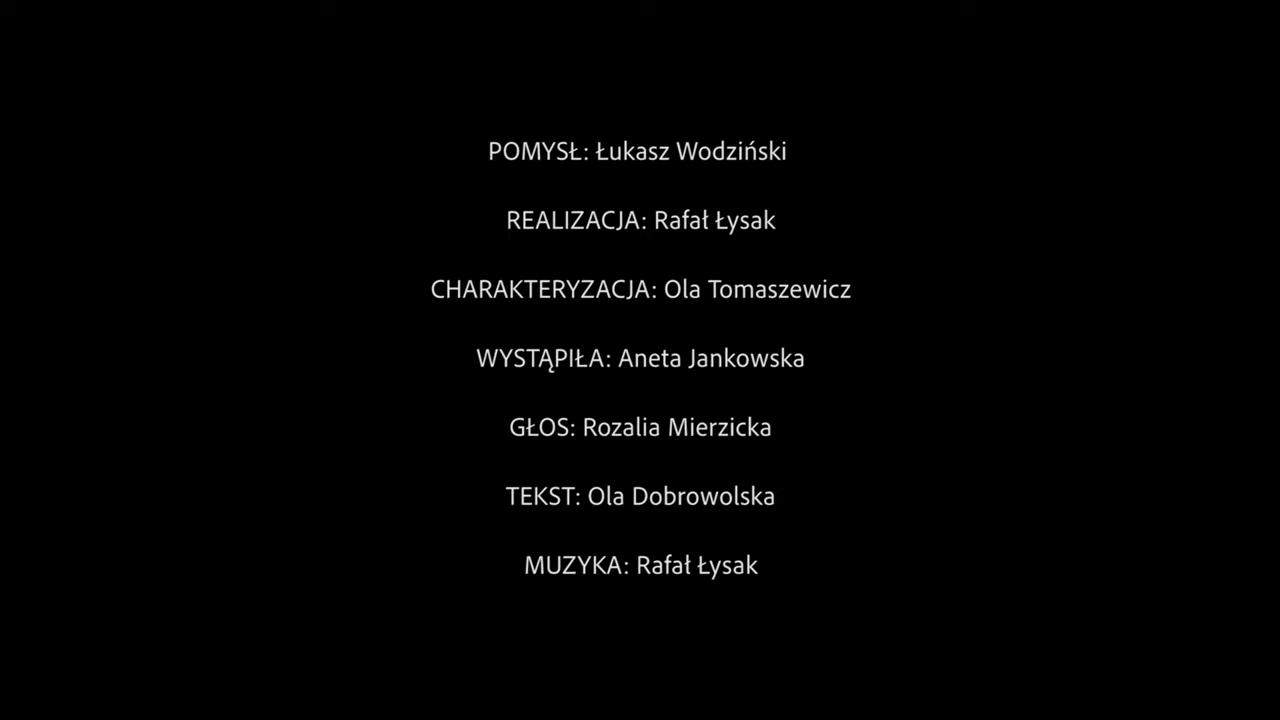 POMYSŁ: Łukasz Wodziński
REALIZACJA: Rafał Łysak
CHARAKTERYZACJA: Ola Tomaszewicz
WYSTĄPIŁA: Aneta Jankowska
GŁOS: Rozalia Mierzicka
TEKST: Ola Dobrowolska
MUZYKA: Rafał Łysak